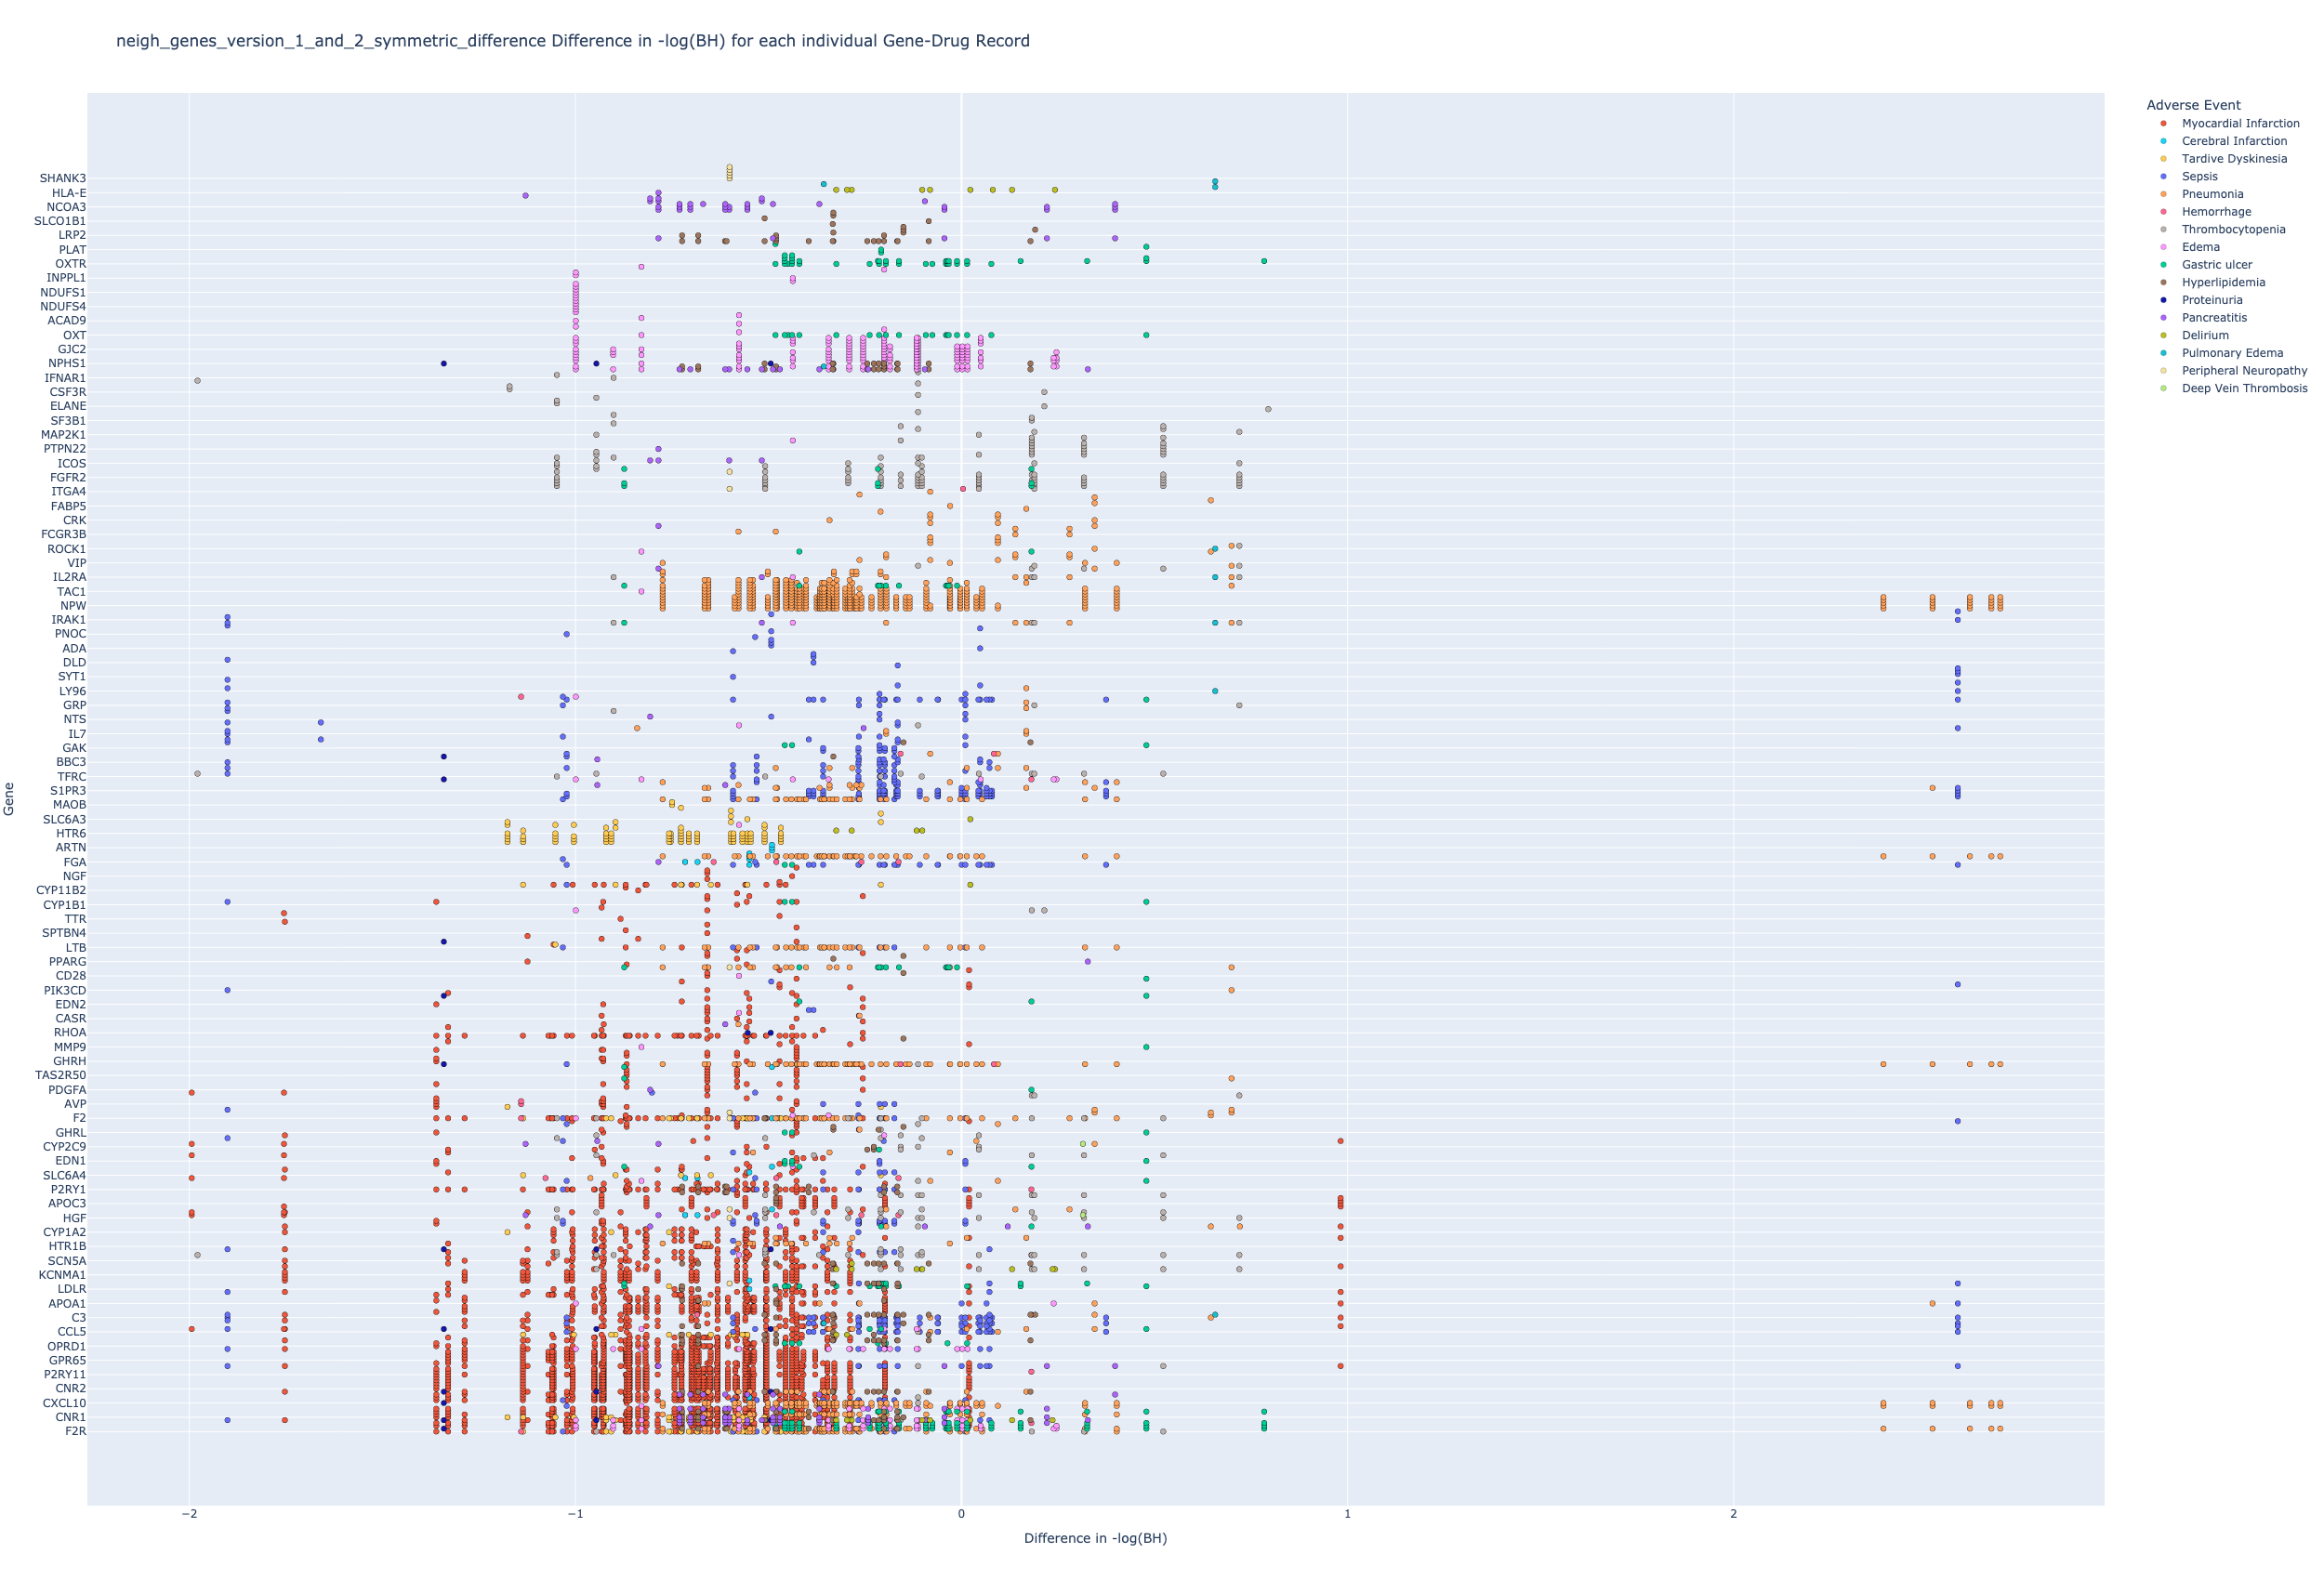 neigh_genes_version_1_and_2_symmetric_difference Difference in -log(BH) for each individual Gene-Drug Record
Adverse Event
Myocardial Infarction
Cerebral Infarction
Tardive Dyskinesia
Sepsis
Pneumonia
Hemorrhage
Thrombocytopenia
Edema
Gastric ulcer
Hyperlipidemia
Proteinuria
Pancreatitis
Delirium
Pulmonary Edema
Peripheral Neuropathy
Deep Vein Thrombosis
SHANK3
HLA-E
NCOA3
SLCO1B1
LRP2
PLAT
OXTR
INPPL1
NDUFS1
NDUFS4
ACAD9
OXT
GJC2
NPHS1
IFNAR1
CSF3R
ELANE
SF3B1
MAP2K1
PTPN22
ICOS
FGFR2
ITGA4
FABP5
CRK
FCGR3B
ROCK1
VIP
IL2RA
TAC1
NPW
IRAK1
PNOC
ADA
DLD
SYT1
LY96
GRP
NTS
IL7
GAK
BBC3
TFRC
S1PR3
MAOB
SLC6A3
HTR6
ARTN
FGA
NGF
CYP11B2
CYP1B1
TTR
SPTBN4
LTB
PPARG
CD28
PIK3CD
EDN2
CASR
RHOA
MMP9
GHRH
TAS2R50
PDGFA
AVP
F2
GHRL
CYP2C9
EDN1
SLC6A4
P2RY1
APOC3
HGF
CYP1A2
HTR1B
SCN5A
KCNMA1
LDLR
APOA1
C3
CCL5
OPRD1
GPR65
P2RY11
CNR2
CXCL10
CNR1
F2R
Gene
−2
−1
0
1
2
Difference in -log(BH)